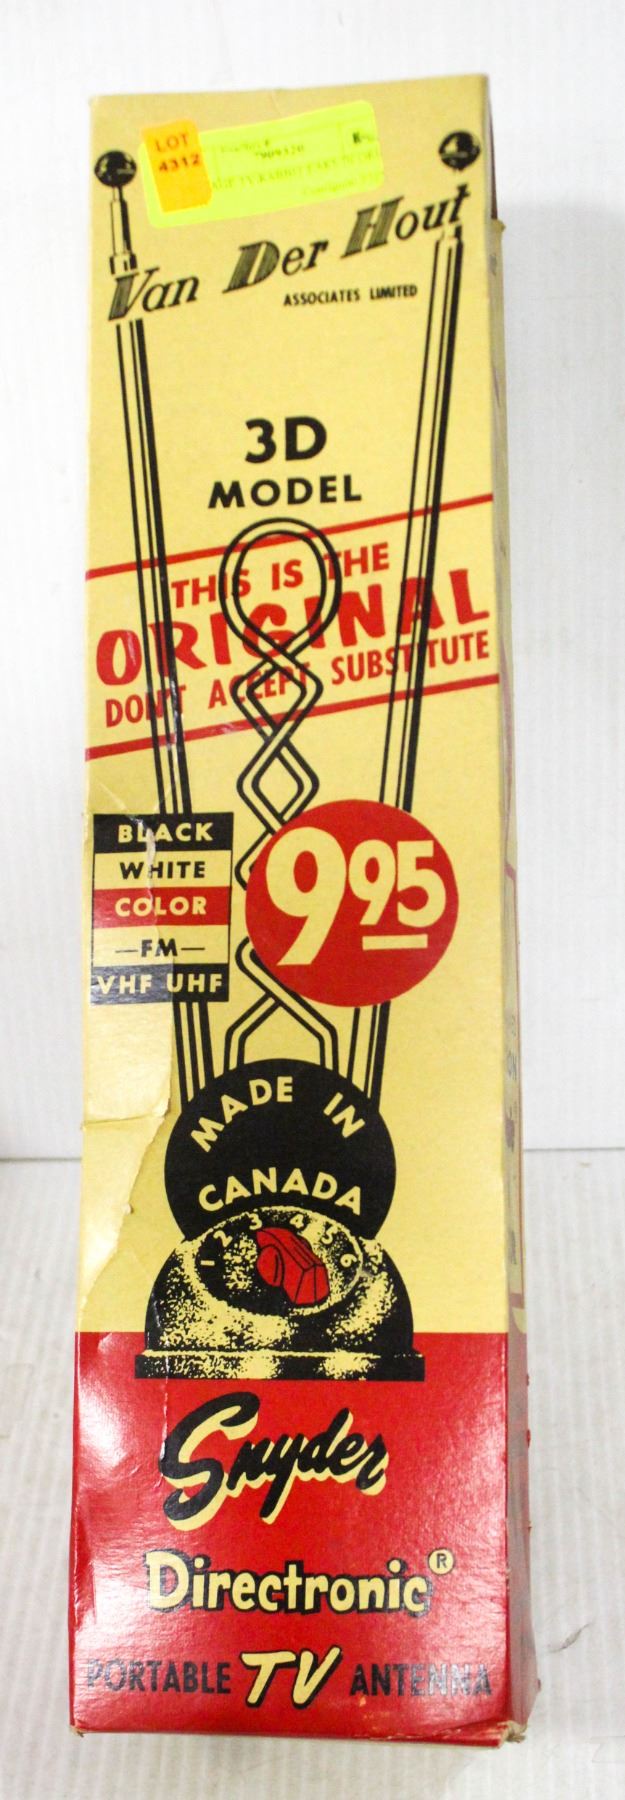 LOT
4312
Van Der Hout
ASSOCIATES LIMITED
3D
MODEL
THIS IS THE
ORIGINAL
DON'T ACCEPT SUBSTITUTE
BLACK
WHITE
COLOR
—FM—
VHF UHF
9 95
MADE IN
CANADA
1 2 3 4 5 6
Snyder
Directronic®
PORTABLE TV ANTENNA